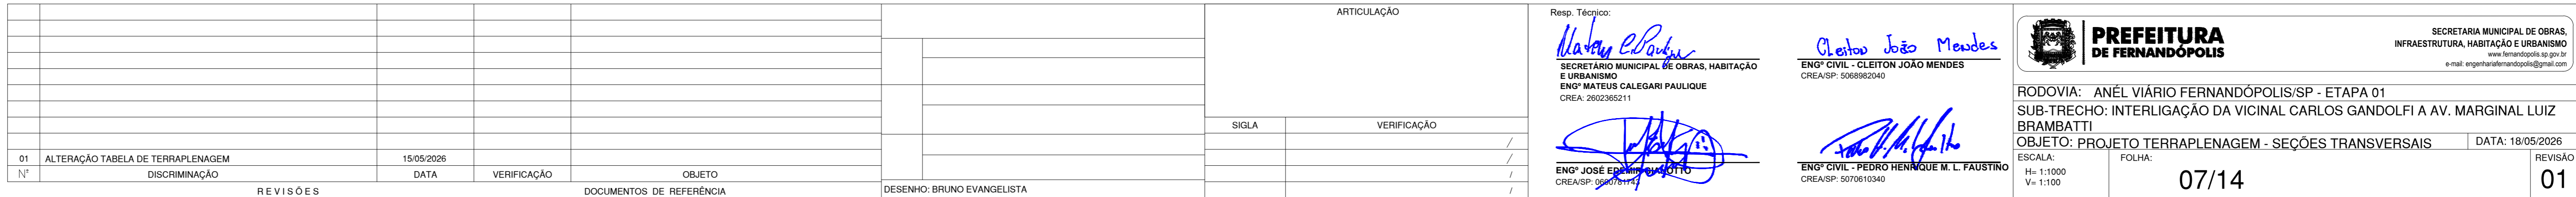 01 ALTERAÇÃO TABELA DE TERRAPLENAGEM 15/05/2026
Nº DISCRIMINAÇÃO DATA VERIFICAÇÃO OBJETO
REVISÕES DOCUMENTOS DE REFERÊNCIA
DESENHO: BRUNO EVANGELISTA
ARTICULAÇÃO
SIGLA VERIFICAÇÃO
/
/
/
/
Resp. Técnico:
SECRETÁRIO MUNICIPAL DE OBRAS, HABITAÇÃO
E URBANISMO
ENGº MATEUS CALEGARI PAULIQUE
CREA: 2602365211
Cleiton João Mendes
ENGº CIVIL - CLEITON JOÃO MENDES
CREA/SP: 5068982040
ENGº JOSÉ
CREA/SP:
ENGº CIVIL - PEDRO HENRIQUE M. L. FAUSTINO
CREA/SP: 5070610340
PREFEITURA
DE FERNANDÓPOLIS
SECRETARIA MUNICIPAL DE OBRAS,
INFRAESTRUTURA, HABITAÇÃO E URBANISMO
www.fernandopolis.sp.gov.br
e-mail: engenhariafernandopolis@gmail.com
RODOVIA: ANÉL VIÁRIO FERNANDÓPOLIS/SP - ETAPA 01
SUB-TRECHO: INTERLIGAÇÃO DA VICINAL CARLOS GANDOLFI A AV. MARGINAL LUIZ
BRAMBATTI
OBJETO: PROJETO TERRAPLENAGEM - SEÇÕES TRANSVERSAIS DATA: 18/05/2026
ESCALA: FOLHA: REVISÃO
H= 1:1000
V= 1:100
07/14
01